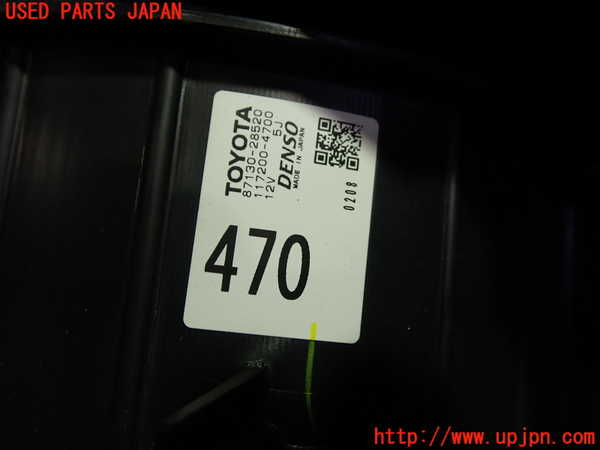 USED PARTS JAPAN
TOYOTA
87130-28520
117200-4700
12V 5J
DENSO
MADE IN JAPAN
0208
470
http://www.upjpn.com/